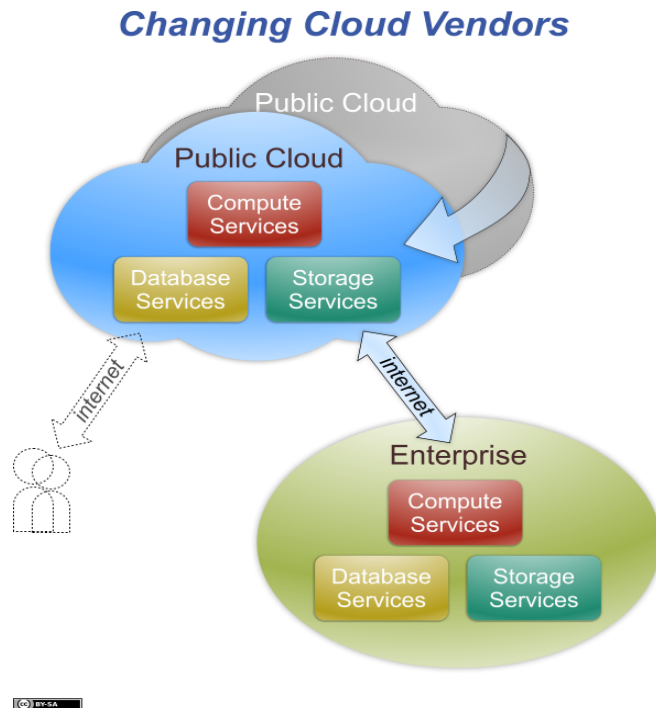 Changing Cloud Vendors
Public Cloud
Public Cloud
Compute
Services
Database
Services
Storage
Services
internet
internet
Enterprise
Compute
Services
Database
Services
Storage
Services
cc BY-SA